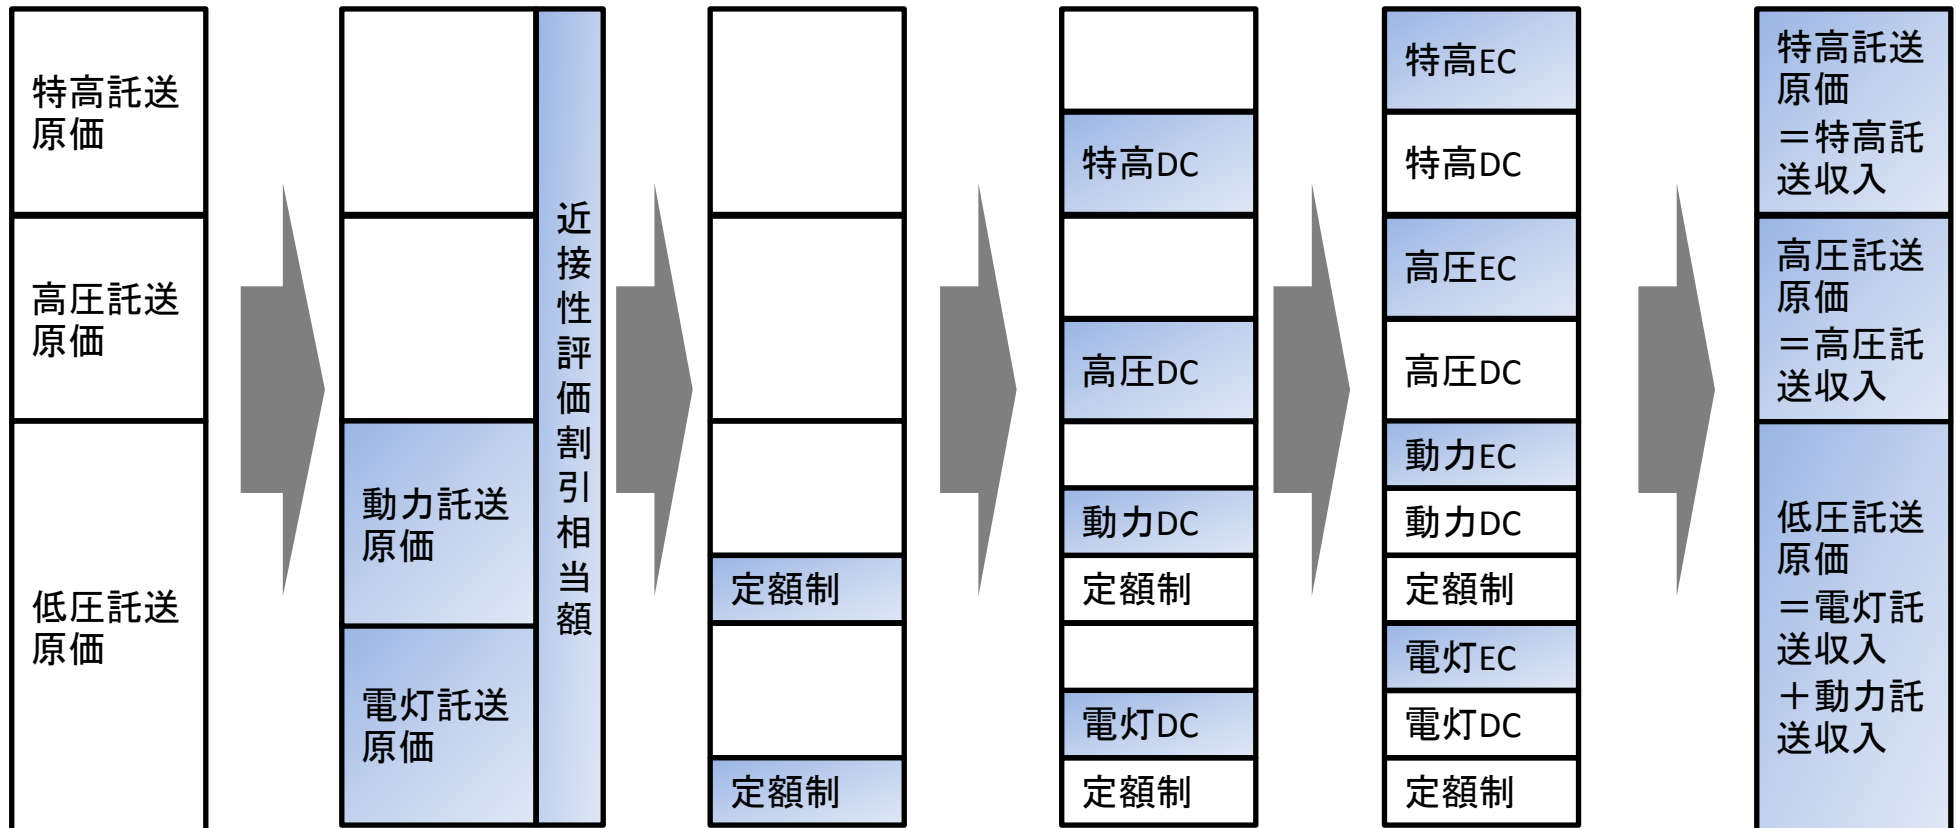 特高託送
原価
高圧託送
原価
低圧託送
原価
動力託送
原価
電灯託送
原価
近接性評価割引相当額
定額制
定額制
特高DC
高圧DC
動力DC
定額制
電灯DC
定額制
特高EC
特高DC
高圧EC
高圧DC
動力EC
動力DC
定額制
電灯EC
電灯DC
定額制
特高託送
原価
＝特高託
送収入
高圧託送
原価
＝高圧託
送収入
低圧託送
原価
＝電灯託
送収入
＋動力託
送収入